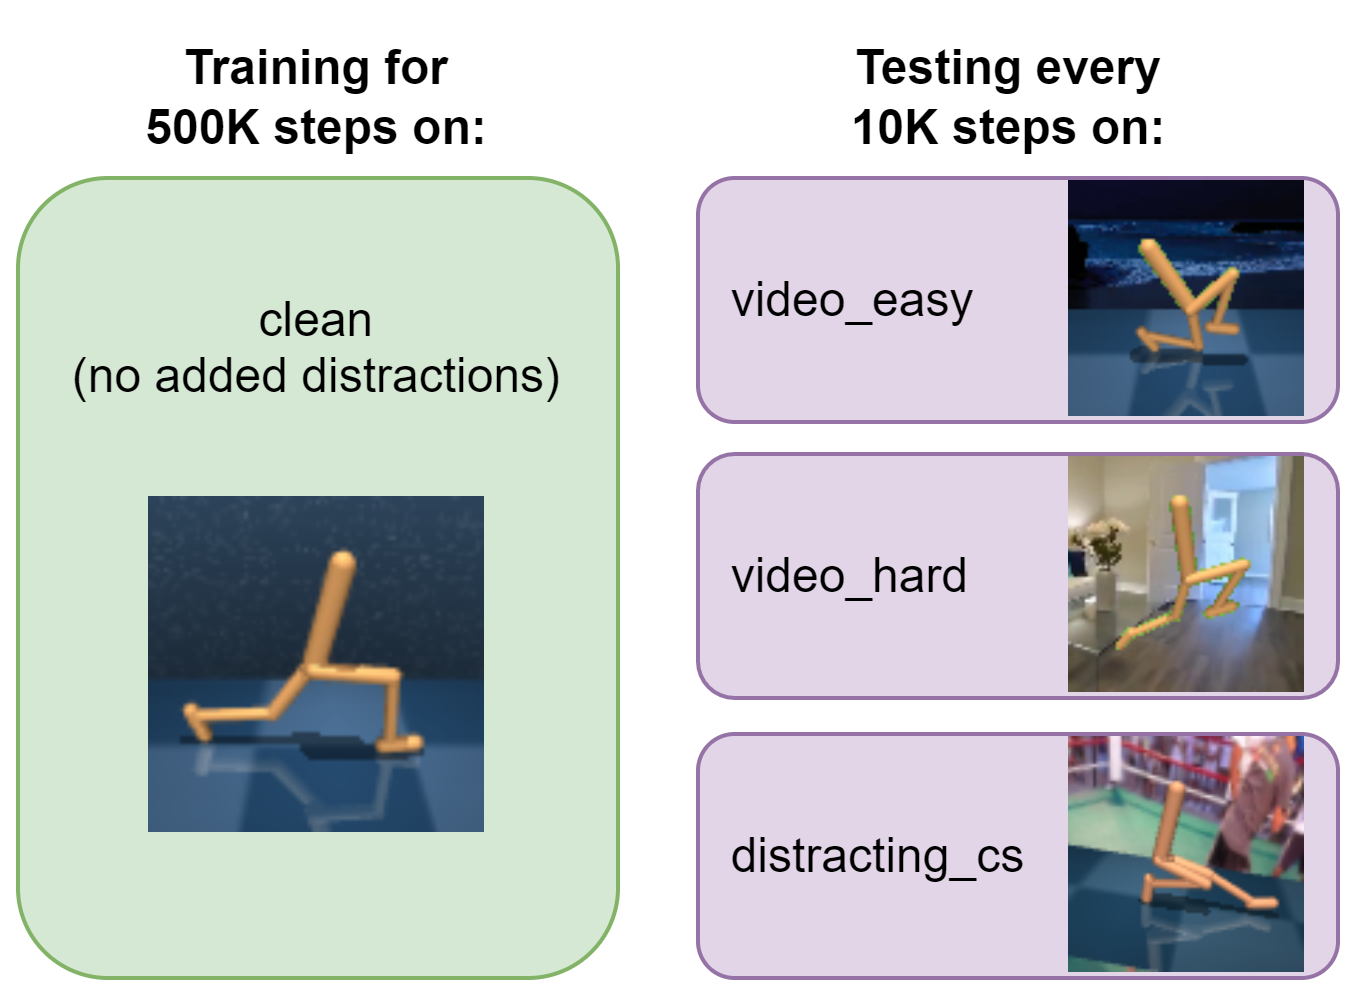 Training for
500K steps on:
clean
(no added distractions)
Testing every
10K steps on:
video_easy
video_hard
distracting_cs